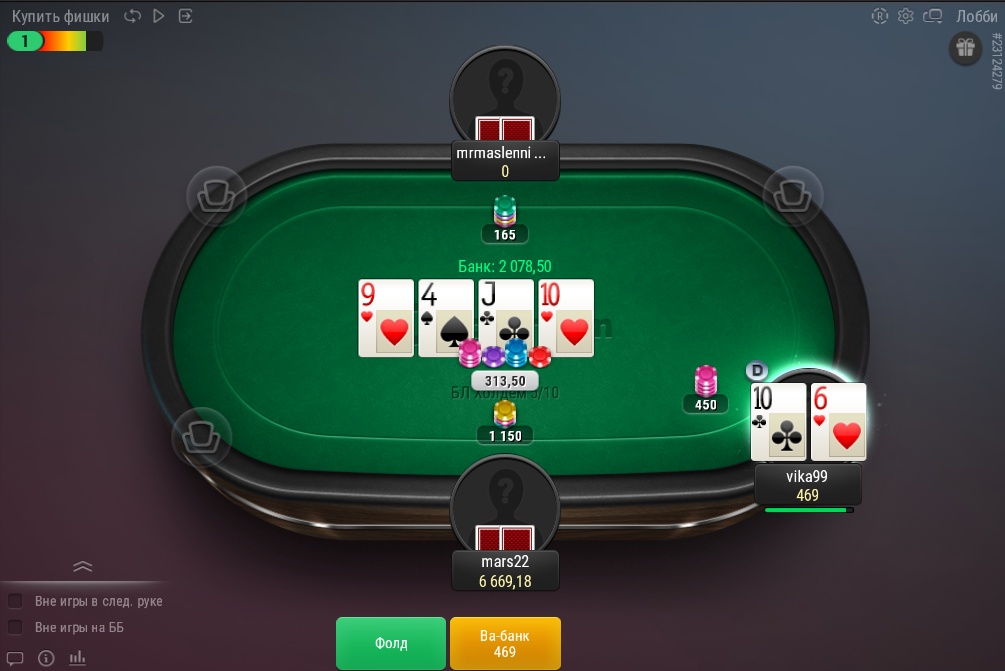 Купить фишки
Лобби
1
#23124279
mrmaslenni ...
0
165
Банк: 2 078,50
9
4
J
10
313,50
БЛ Холдем 5/10
1 150
450
D
10
6
vika99
469
mars22
6 669,18
Вне игры в след. руке
Вне игры на ББ
Фолд
Ва-банк
469